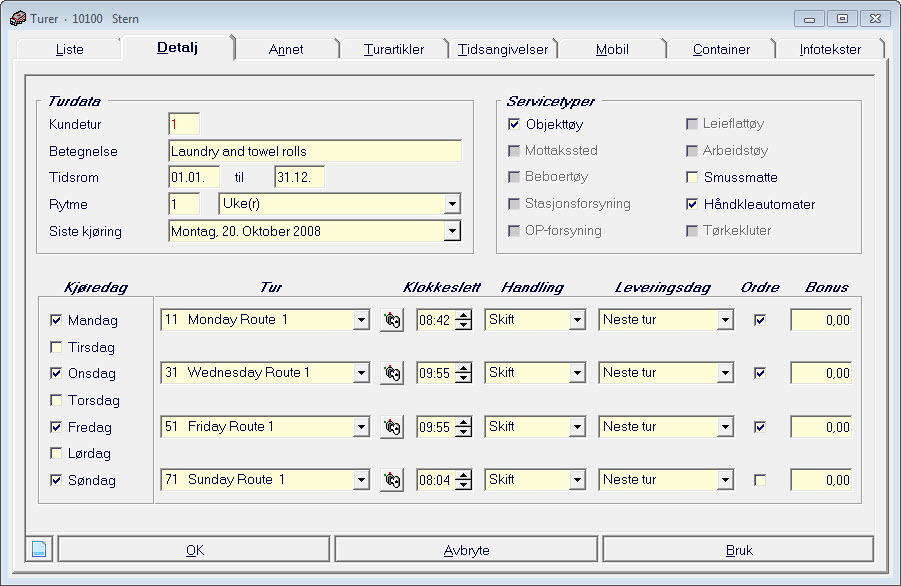 Turer · 10100 Stern
Liste Detalj Annet Turartikler Tidsangivelser Mobil Container Infotekster
Turdata
Kundetur 1
Betegnelse Laundry and towel rolls
Tidsrom 01.01. til 31.12.
Rytme 1 Uke(r)
Siste kjøring Montag, 20. Oktober 2008
Servicetyper
Objekttøy Leieflattøy
Mottakssted Arbeidstøy
Beboertøy Smussmatte
Stasjonsforsyning Håndkleautomater
OP-forsyning Tørkekluter
Kjøredag Tur Klokkeslett Handling Leveringsdag Ordre Bonus
Mandag 11 Monday Route 1 08:42 Skift Neste tur 0,00
Tirsdag
Onsdag 31 Wednesday Route 1 09:55 Skift Neste tur 0,00
Torsdag
Fredag 51 Friday Route 1 09:55 Skift Neste tur 0,00
Lørdag
Søndag 71 Sunday Route 1 08:04 Skift Neste tur 0,00
OK Avbryte Bruk